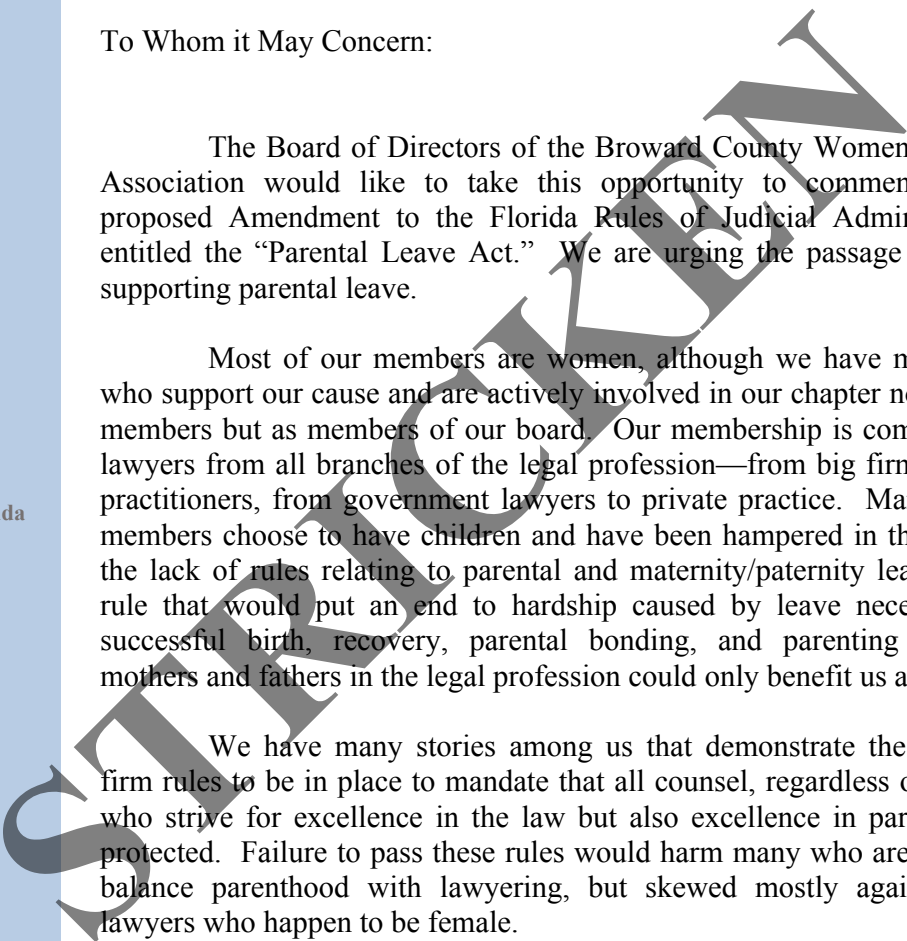 To Whom it May Concern:
The Board of Directors of the Broward County Women
Association would like to take this opportunity to commen
proposed Amendment to the Florida Rules of Judicial Admin
entitled the “Parental Leave Act.” We are urging the passage
supporting parental leave.
Most of our members are women, although we have m
who support our cause and are actively involved in our chapter n
members but as members of our board. Our membership is com
lawyers from all branches of the legal profession—from big firm
practitioners, from government lawyers to private practice. Ma
members choose to have children and have been hampered in th
the lack of rules relating to parental and maternity/paternity lea
rule that would put an end to hardship caused by leave nece
successful birth, recovery, parental bonding, and parenting
mothers and fathers in the legal profession could only benefit us a
da
We have many stories among us that demonstrate the
firm rules to be in place to mandate that all counsel, regardless o
who strive for excellence in the law but also excellence in par
protected. Failure to pass these rules would harm many who are
balance parenthood with lawyering, but skewed mostly agai
lawyers who happen to be female.
STRICKEN